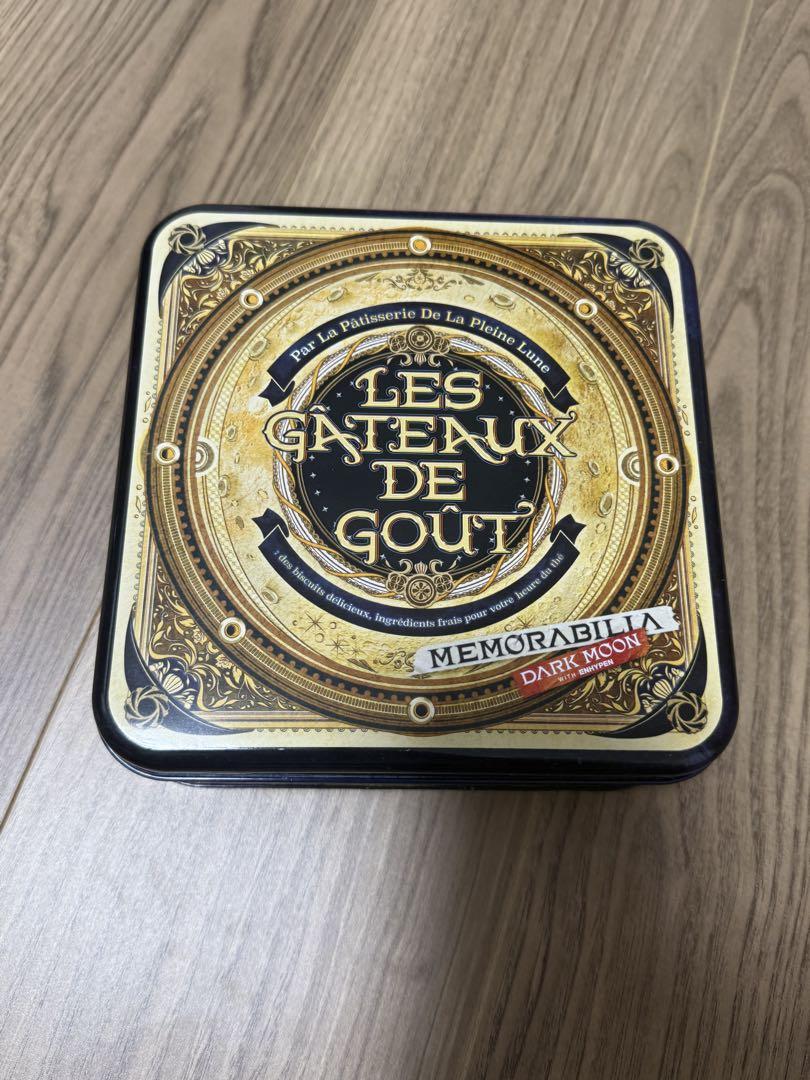 Par La Pâtisserie De La Pleine Lune
LES
GÂTEAUX
DE
GOÛT
: des biscuits délicieux, ingrédients frais pour votre heure du thé
MEMORABILIA
DARK MOON
WITH ENHYPEN